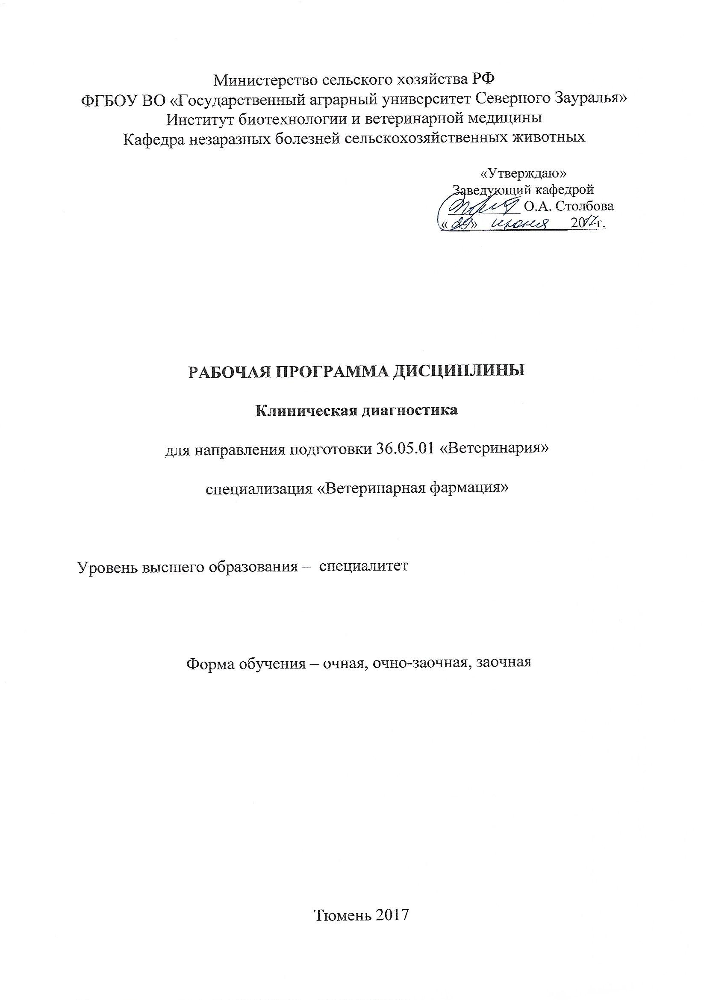 Министерство сельского хозяйства РФ
ФГБОУ ВО «Государственный аграрный университет Северного Зауралья»
Институт биотехнологии и ветеринарной медицины
Кафедра незаразных болезней сельскохозяйственных животных
«Утверждаю»
Заведующий кафедрой
О.А. Столбова
«29» июня 2017г.
РАБОЧАЯ ПРОГРАММА ДИСЦИПЛИНЫ
Клиническая диагностика
для направления подготовки 36.05.01 «Ветеринария»
специализация «Ветеринарная фармация»
Уровень высшего образования – специалитет
Форма обучения – очная, очно-заочная, заочная
Тюмень 2017